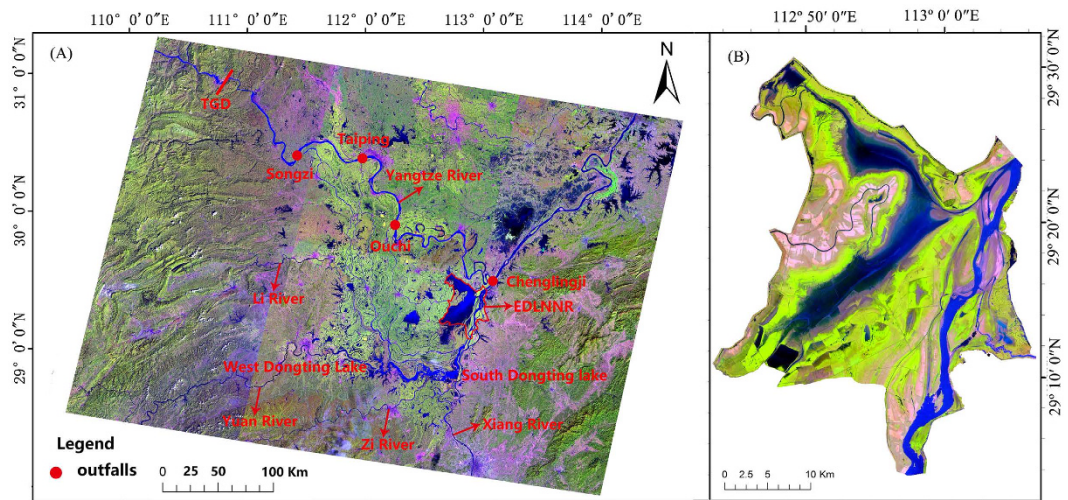 110° 0′ 0″E 111° 0′ 0″E 112° 0′ 0″E 113° 0′ 0″E 114° 0′ 0″E
(A)
N
31° 0′ 0″N
30° 0′ 0″N
29° 0′ 0″N
TGD
Taiping
Songzi
Yangtze River
Ouchi
Chenglingji
Li River
EDLNNR
West Dongting Lake
South Dongting lake
Yuan River
Zi River
Xiang River
Legend
outfalls
0 25 50 100 Km
112° 50′ 0″E 113° 0′ 0″E
(B)
29° 30′ 0″N
29° 20′ 0″N
29° 10′ 0″N
0 2.5 5 10 Km